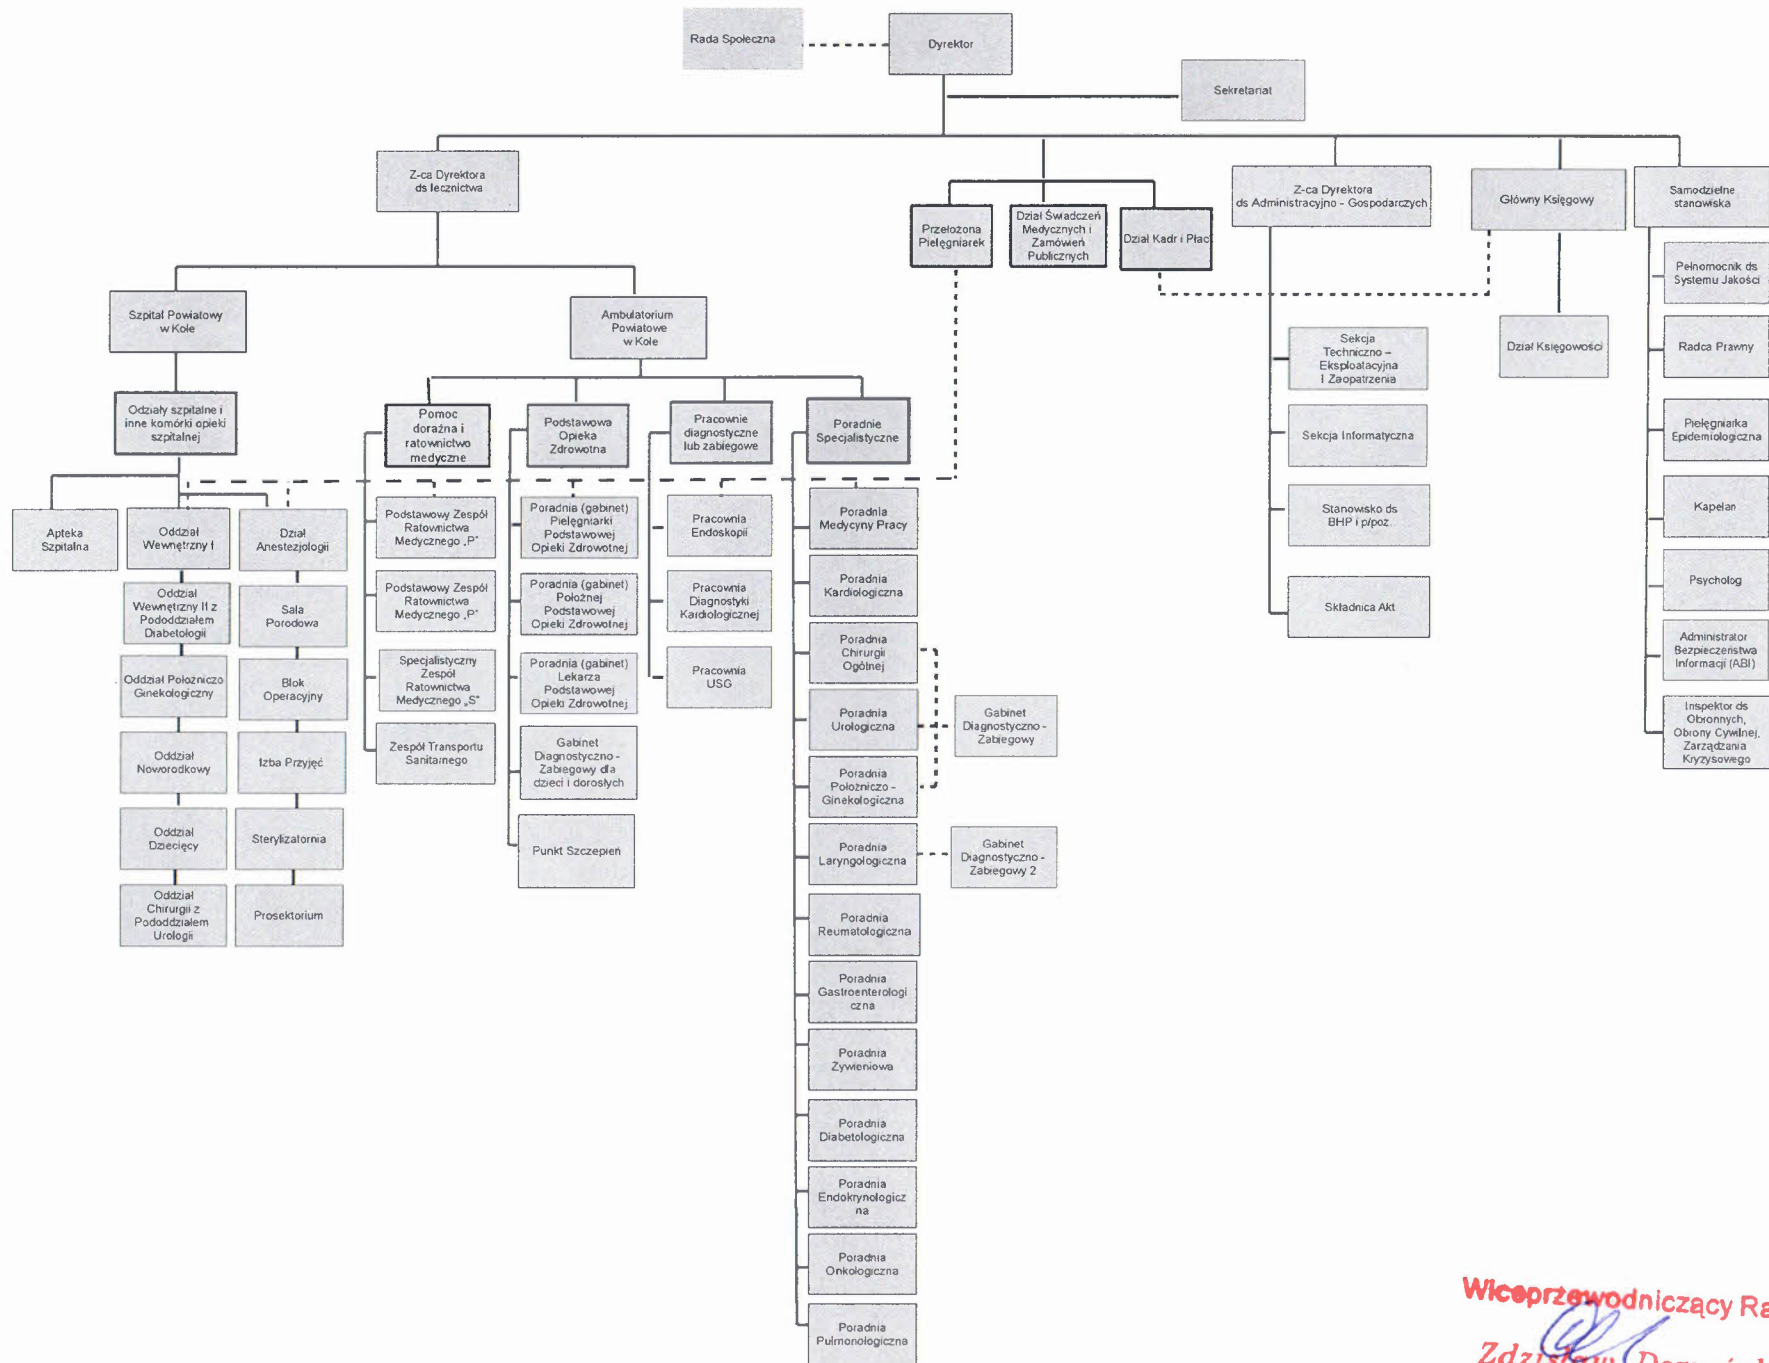 Rada Społeczna
Dyrektor
Sekretariat
Z-ca Dyrektora
ds lecznictwa
Przełożona
Pielęgniarek
Dział Świadczeń
Medycznych i
Zamówień
Publicznych
Dział Kadr i Płac
Z-ca Dyrektora
ds Administracyjno - Gospodarczych
Główny Księgowy
Samodzielne
stanowiska
Szpital Powiatowy
w Kole
Ambulatorium
Powiatowe
w Kole
Sekcja
Techniczno –
Eksploatacyjna
I Zaopatrzenia
Sekcja Informatyczna
Stanowisko ds
BHP i p/poż.
Składnica Akt
Dział Księgowości
Pełnomocnik ds
Systemu Jakości
Radca Prawny
Pielęgniarka
Epidemiologiczna
Kapelan
Psycholog
Administrator
Bezpieczeństwa
Informacji (ABI)
Inspektor ds
Obronnych,
Obrony Cywilnej,
Zarządzania
Kryzysowego
Odziały szpitalne i
inne komórki opieki
szpitalnej
Pomoc
doraźna i
ratownictwo
medyczne
Podstawowa
Opieka
Zdrowotna
Pracownie
diagnostyczne
lub zabiegowe
Poradnie
Specjalistyczne
Apteka
Szpitalna
Oddział
Wewnętrzny I
Oddział
Wewnętrzny II z
Pododdziałem
Diabetologii
Oddział Położniczo
Ginekologiczny
Oddział
Noworodkowy
Oddział
Dziecięcy
Oddział
Chirurgii z
Pododdziałem
Urologii
Dział
Anestezjologii
Sala
Porodowa
Blok
Operacyjny
Izba Przyjęć
Sterylizatornia
Prosektorium
Podstawowy Zespół
Ratownictwa
Medycznego „P"
Podstawowy Zespół
Ratownictwa
Medycznego „P"
Specjalistyczny
Zespół
Ratownictwa
Medycznego „S"
Zespół Transportu
Sanitarnego
Poradnia (gabinet)
Pielęgniarki
Podstawowej
Opieki Zdrowotnej
Poradnia (gabinet)
Położnej
Podstawowej
Opieki Zdrowotnej
Poradnia (gabinet)
Lekarza
Podstawowej
Opieki Zdrowotnej
Gabinet
Diagnostyczno -
Zabiegowy dla
dzieci i dorosłych
Punkt Szczepień
Pracownia
Endoskopii
Pracownia
Diagnostyki
Kardiologicznej
Pracownia
USG
Poradnia
Medycyny Pracy
Poradnia
Kardiologiczna
Poradnia
Chirurgii
Ogólnej
Poradnia
Urologiczna
Poradnia
Położniczo -
Ginekologiczna
Poradnia
Laryngologiczna
Poradnia
Reumatologiczna
Poradnia
Gastroenterologi
czna
Poradnia
Żywieniowa
Poradnia
Diabetologiczna
Poradnia
Endokrynologicz
na
Poradnia
Onkologiczna
Poradnia
Pulmonologiczna
Gabinet
Diagnostyczno -
Zabiegowy
Gabinet
Diagnostyczno -
Zabiegowy 2
Wiceprzewodniczący Ra